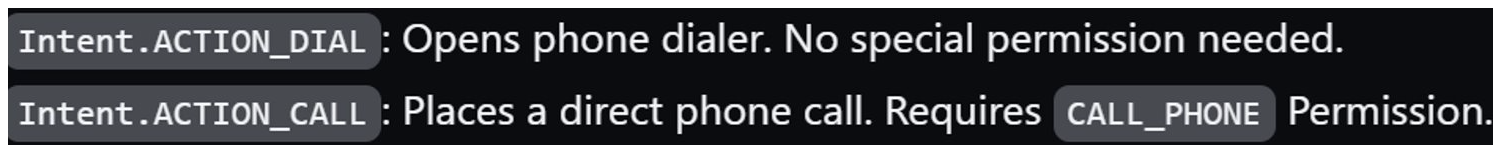 Intent.ACTION_DIAL: Opens phone dialer. No special permission needed.
Intent.ACTION_CALL: Places a direct phone call. Requires CALL_PHONE Permission.